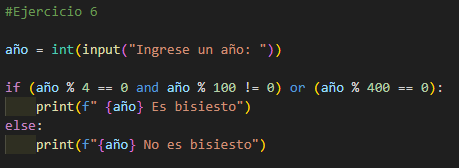 #Ejercicio 6
año = int(input("Ingrese un año: "))
if (año % 4 == 0 and año % 100 != 0) or (año % 400 == 0):
    print(f" {año} Es bisiesto")
else:
    print(f"{año} No es bisiesto")